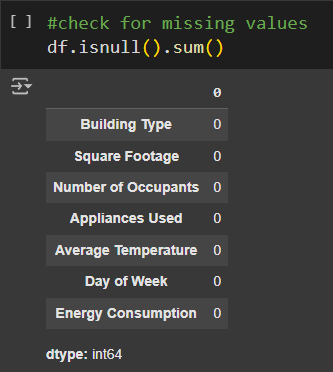 [ ] #check for missing values
df.isnull().sum()
0
Building Type 0
Square Footage 0
Number of Occupants 0
Appliances Used 0
Average Temperature 0
Day of Week 0
Energy Consumption 0
dtype: int64